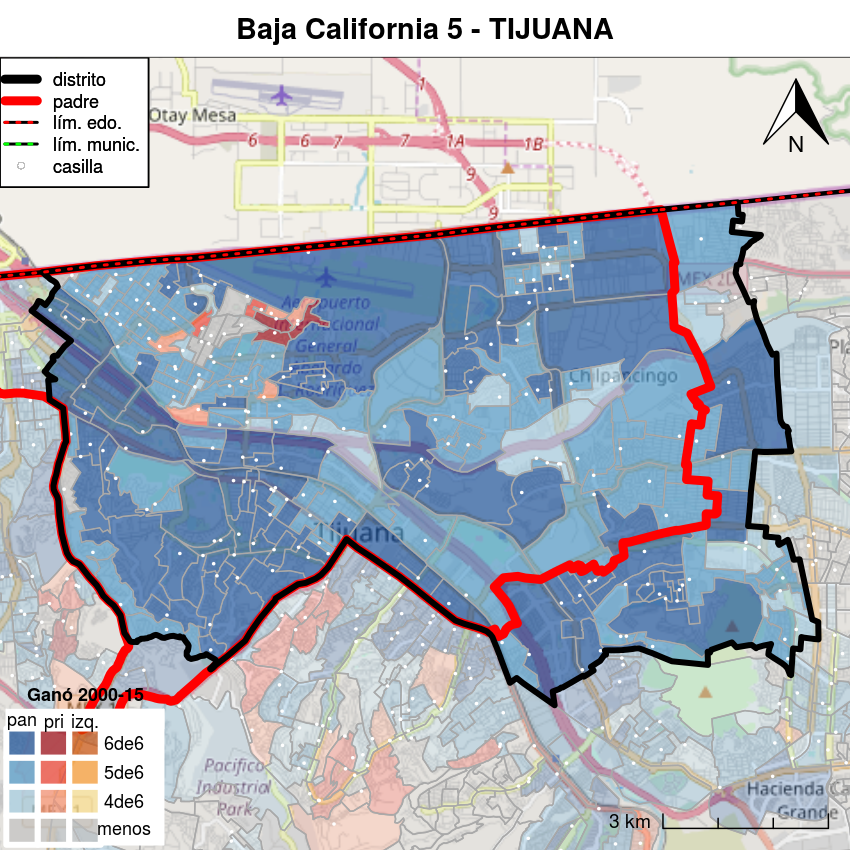 Baja California 5 - TIJUANA
distrito
padre
lím. edo.
lím. munic.
casilla
Otay Mesa
1
6
6
7
7
1A
1B
9
9
N
MEX 2
Aeropuerto
Internacional
General
Abelardo
Rodríguez
Chilpancingo
Tijuana
Ganó 2000-15
pan pri izq.
6de6
5de6
4de6
menos
Pacifico
Industrial
Park
Hacienda Ca
Grande
3 km